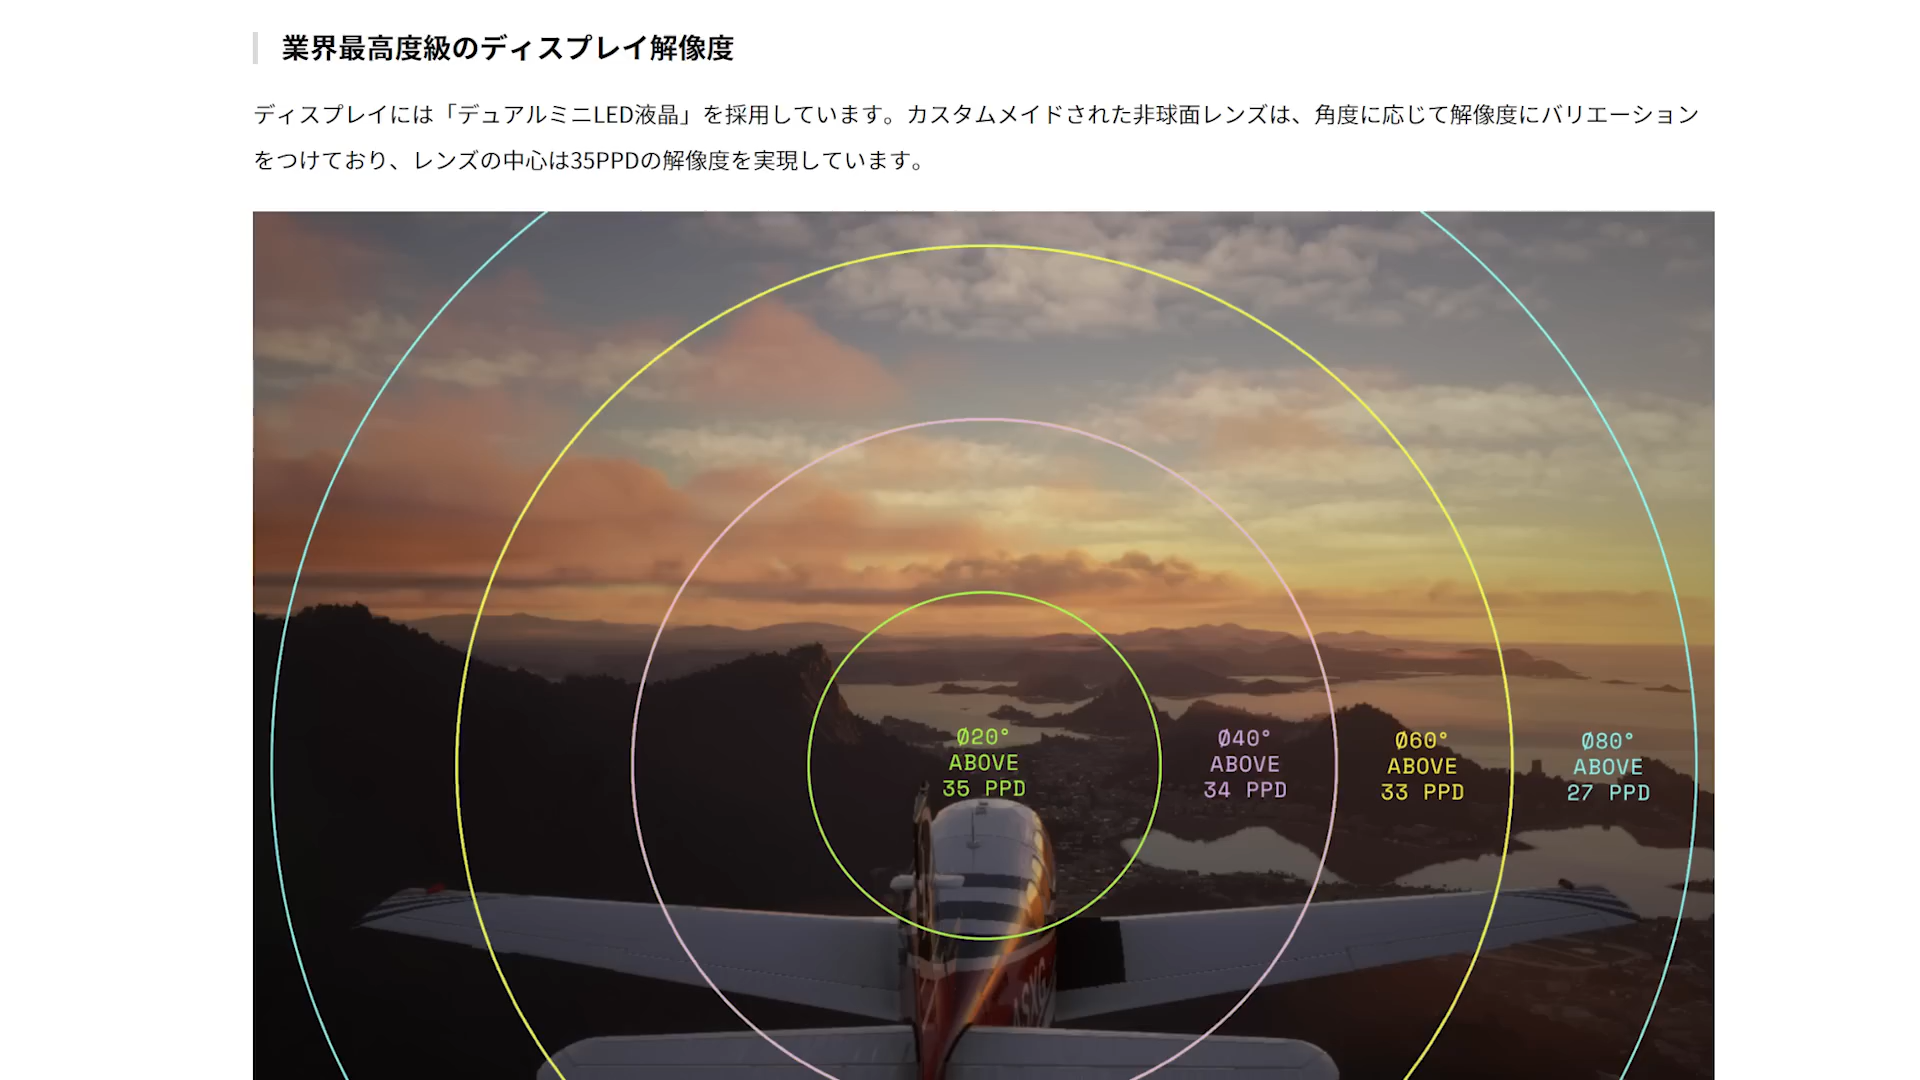 業界最高度級のディスプレイ解像度
ディスプレイには「デュアルミニLED液晶」を採用しています。カスタムメイドされた非球面レンズは、角度に応じて解像度にバリエーション
をつけており、レンズの中心は35PPDの解像度を実現しています。
Ø20°
ABOVE
35 PPD
Ø40°
ABOVE
34 PPD
Ø60°
ABOVE
33 PPD
Ø80°
ABOVE
27 PPD